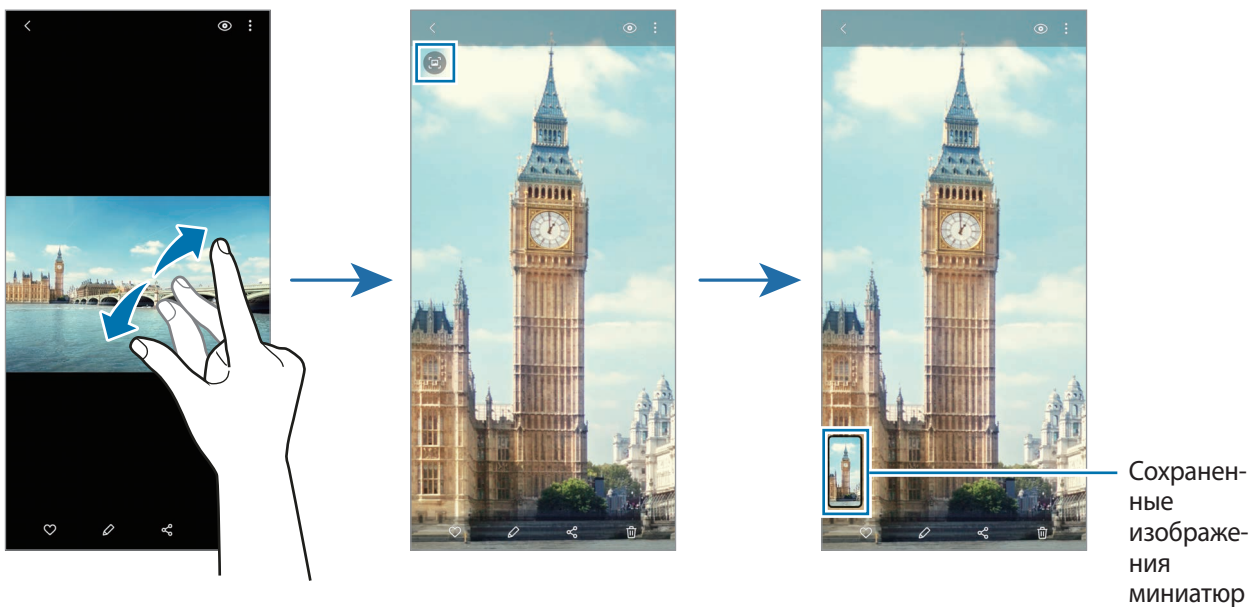 Сохранен-
ные
изображе-
ния
миниатюр